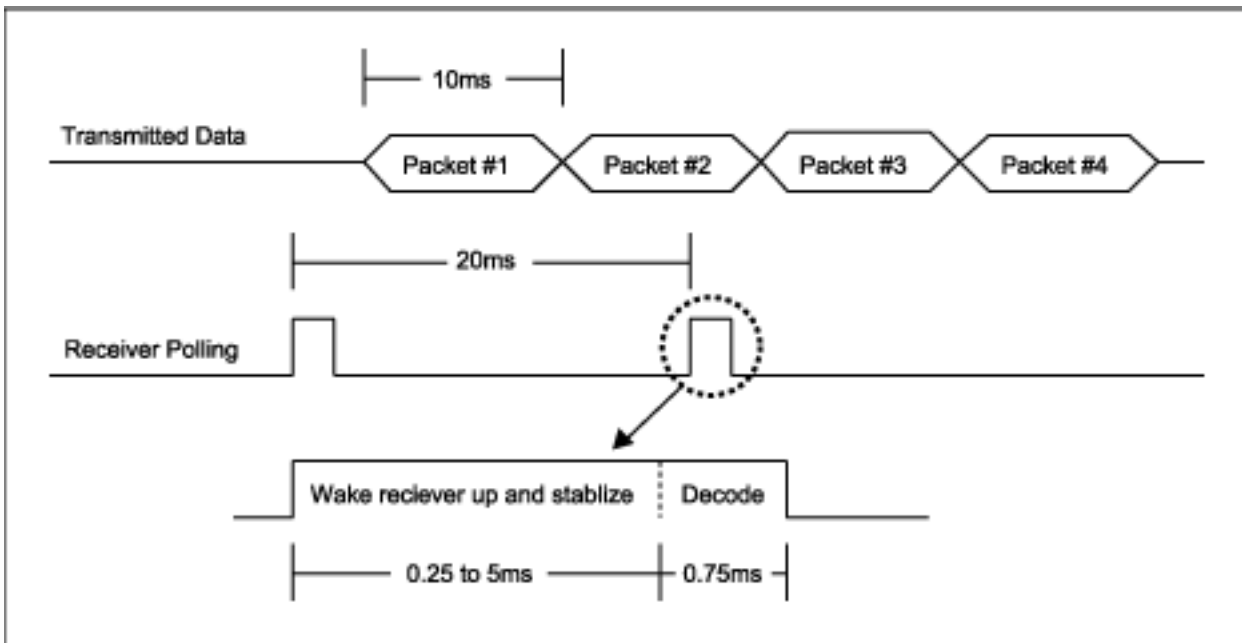 10ms
Transmitted Data
Packet #1
Packet #2
Packet #3
Packet #4
20ms
Receiver Polling
Wake reciever up and stablize
Decode
0.25 to 5ms
0.75ms